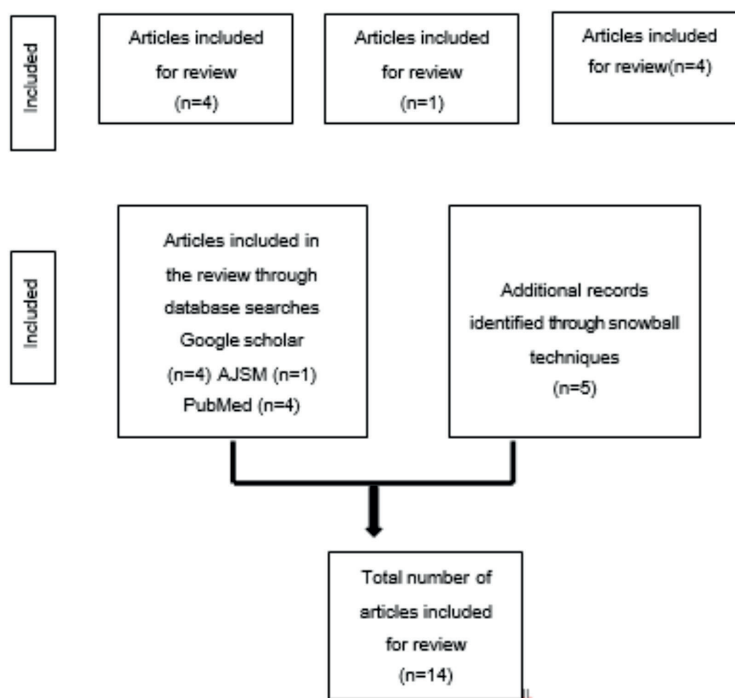 Included
Articles included
for review
(n=4)
Articles included
for review
(n=1)
Articles included
for review(n=4)
Included
Articles included in
the review through
database searches
Google scholar
(n=4) AJSM (n=1)
PubMed (n=4)
Additional records
identified through snowball
techniques
(n=5)
Total number of
articles included
for review
(n=14)